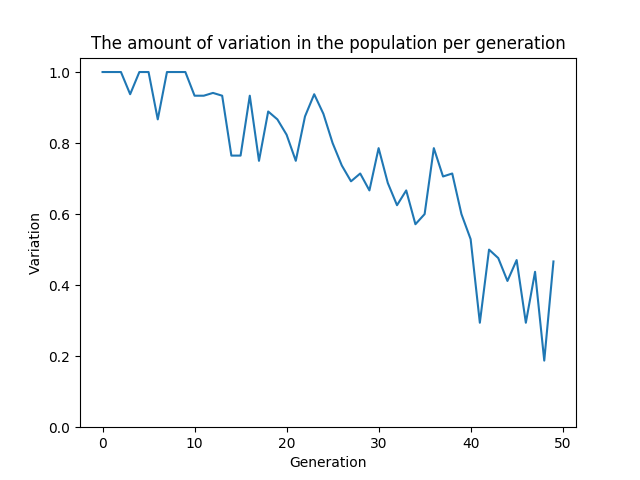 The amount of variation in the population per generation
1.0
0.8
0.6
0.4
0.2
0.0
Variation
0 10 20 30 40 50
Generation